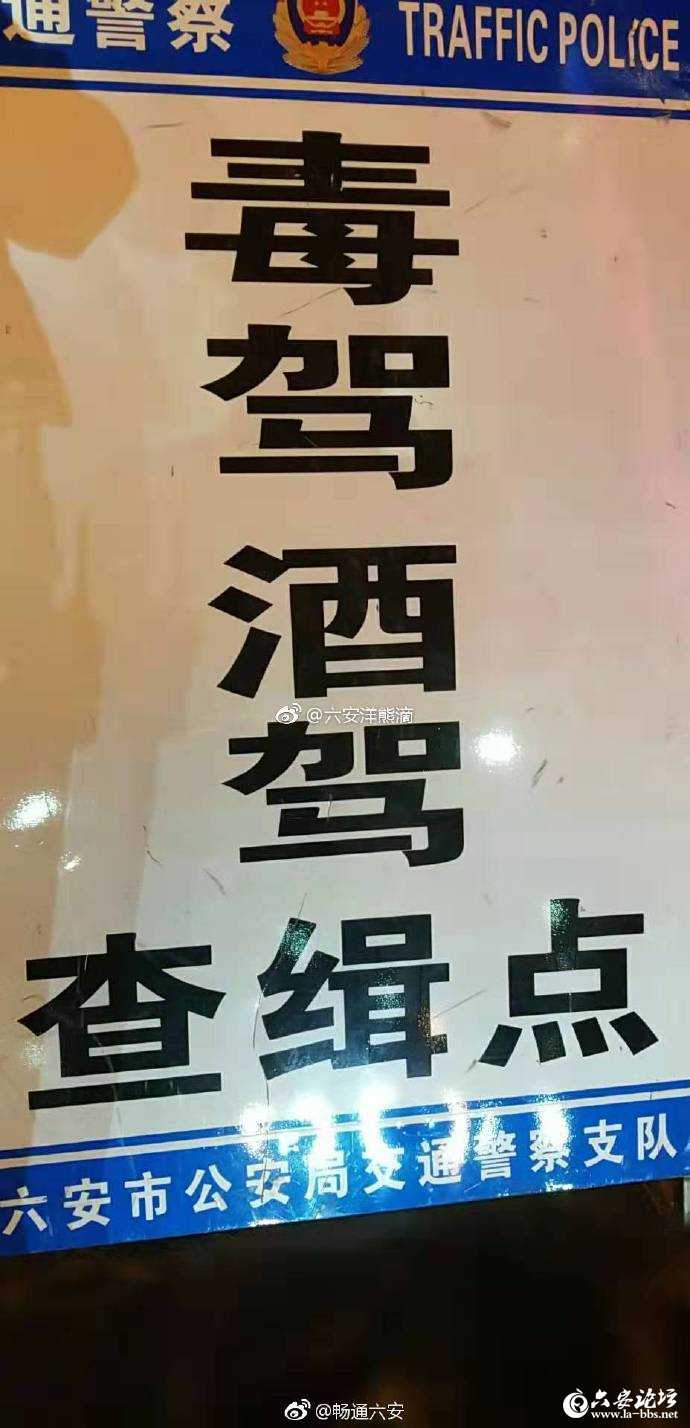 通警察 TRAFFIC POLICE
毒
驾
酒
@六安洋熊滴
驾
查缉点
六安市公安局交通警察支队
@畅通六安
六安论坛
www.la-bbs.net